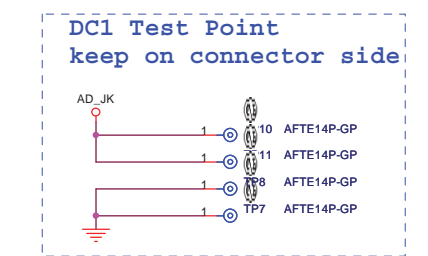 DC1 Test Point
keep on connector side
AD_JK
1 10 AFTE14P-GP
1 11 AFTE14P-GP
1 TP8 AFTE14P-GP
1 TP7 AFTE14P-GP